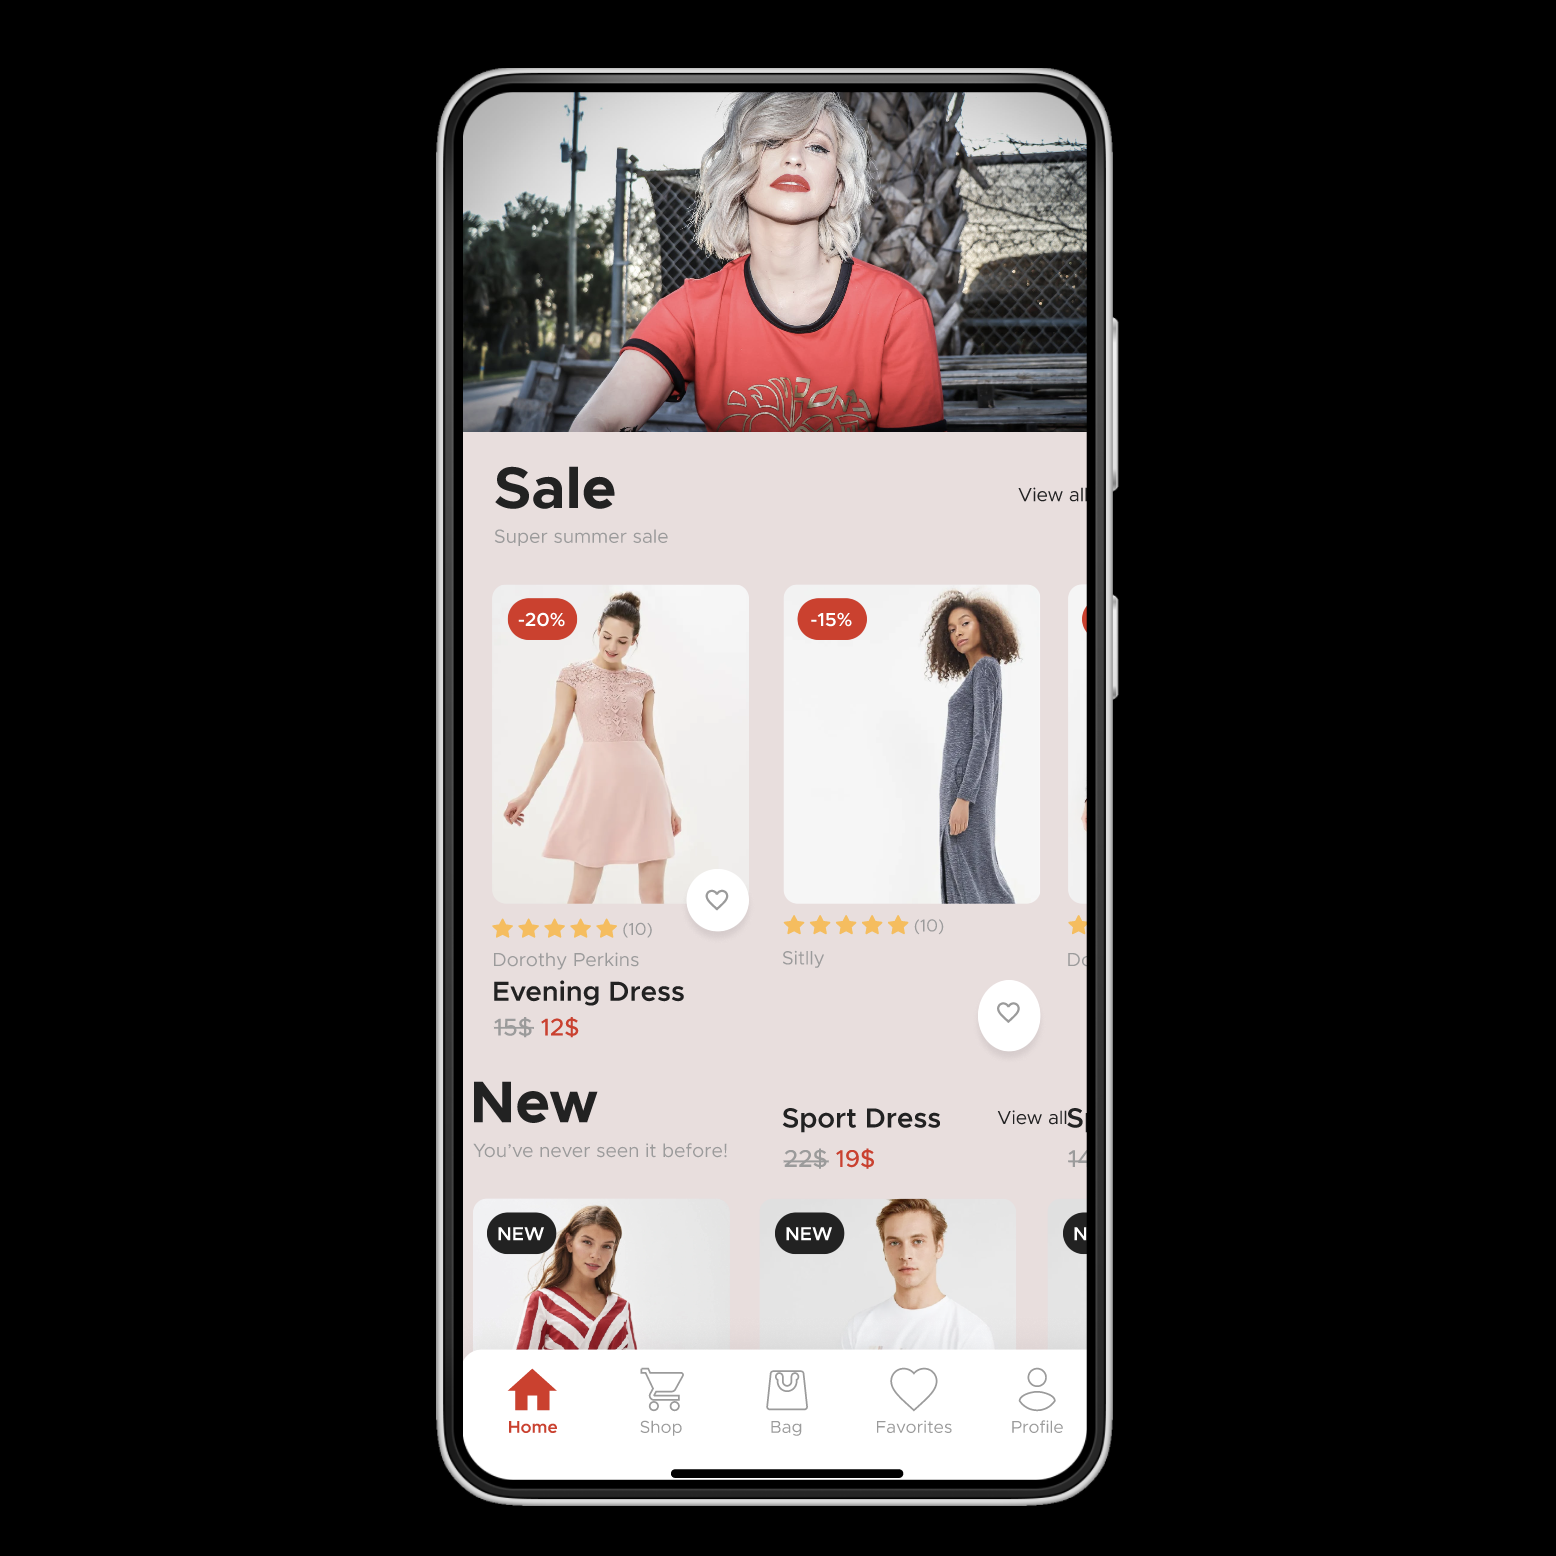 Sale
View all
Super summer sale
-20%
-15%
(10)
(10)
Dorothy Perkins
Sitlly
Do
Evening Dress
15$ 12$
New
Sport Dress
View all
Sp
You've never seen it before!
22$ 19$
14
NEW
NEW
N
Home
Shop
Bag
Favorites
Profile